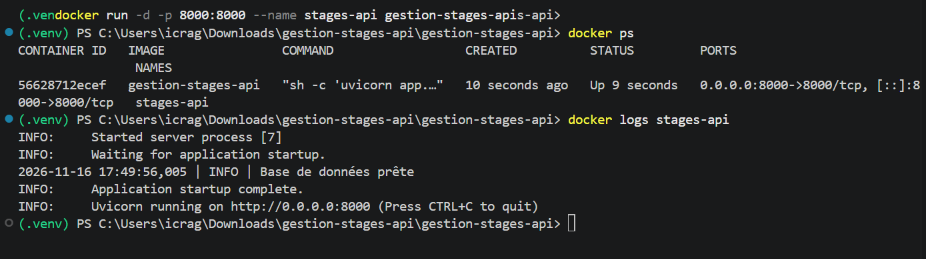 (.vendocker run -d -p 8000:8000 --name stages-api gestion-stages-apis-api>
(.venv) PS C:\Users\icrag\Downloads\gestion-stages-api\gestion-stages-api> docker ps
CONTAINER ID   IMAGE                COMMAND                  CREATED          STATUS         PORTS
               NAMES
56628712ecef   gestion-stages-api   "sh -c 'uvicorn app.…"   10 seconds ago   Up 9 seconds   0.0.0.0:8000->8000/tcp, [::]:8
000->8000/tcp   stages-api
(.venv) PS C:\Users\icrag\Downloads\gestion-stages-api\gestion-stages-api> docker logs stages-api
INFO:     Started server process [7]
INFO:     Waiting for application startup.
2026-11-16 17:49:56,005 | INFO | Base de données prête
INFO:     Application startup complete.
INFO:     Uvicorn running on http://0.0.0.0:8000 (Press CTRL+C to quit)
(.venv) PS C:\Users\icrag\Downloads\gestion-stages-api\gestion-stages-api>